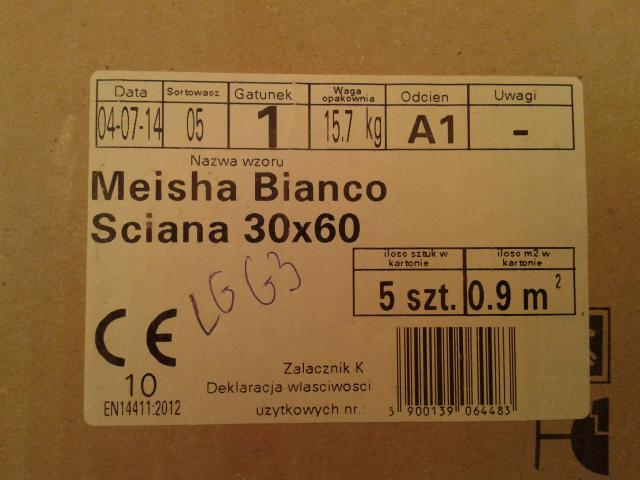 Data Sortowacz Gatunek Waga opakownia Odcien Uwagi
04-07-14 05 1 15.7 kg A1 -
Nazwa wzoru
Meisha Bianco
Sciana 30x60
ilosc sztuk w kartonie ilosc m2 w kartonie
5 szt. 0.9 m²
LG G3
CE
10
EN14411:2012
Zalacznik K
Deklaracja wlasciwosci
uzytkowych nr.:
5 900139 064483